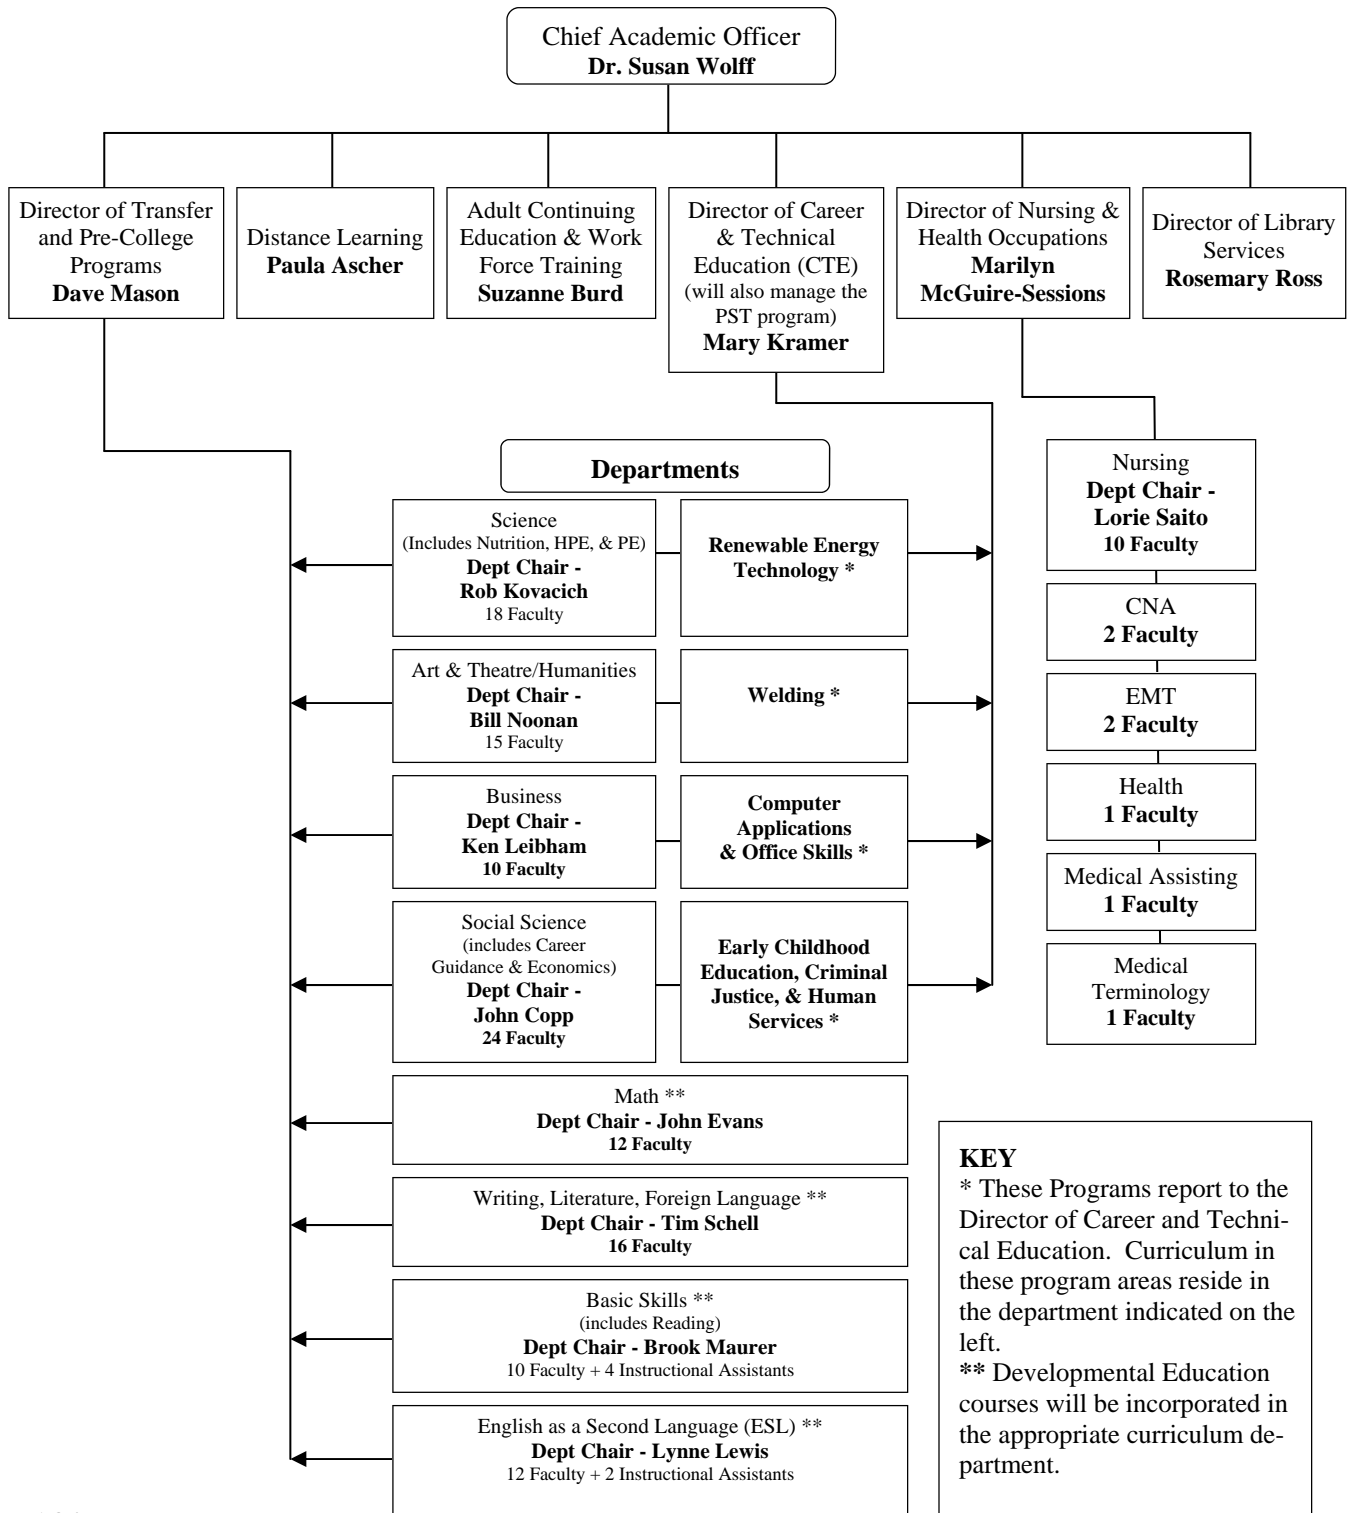 Chief Academic Officer
Dr. Susan Wolff
Director of Transfer
and Pre-College
Programs
Dave Mason
Distance Learning
Paula Ascher
Adult Continuing
Education & Work
Force Training
Suzanne Burd
Director of Career
& Technical
Education (CTE)
(will also manage the
PST program)
Mary Kramer
Director of Nursing &
Health Occupations
Marilyn
McGuire-Sessions
Director of Library
Services
Rosemary Ross
Departments
Science
(Includes Nutrition, HPE, & PE)
Dept Chair -
Rob Kovacich
18 Faculty
Renewable Energy
Technology *
Art & Theatre/Humanities
Dept Chair -
Bill Noonan
15 Faculty
Welding *
Business
Dept Chair -
Ken Leibham
10 Faculty
Computer
Applications
& Office Skills *
Social Science
(includes Career
Guidance & Economics)
Dept Chair -
John Copp
24 Faculty
Early Childhood
Education, Criminal
Justice, & Human
Services *
Math **
Dept Chair - John Evans
12 Faculty
Writing, Literature, Foreign Language **
Dept Chair - Tim Schell
16 Faculty
Basic Skills **
(includes Reading)
Dept Chair - Brook Maurer
10 Faculty + 4 Instructional Assistants
English as a Second Language (ESL) **
Dept Chair - Lynne Lewis
12 Faculty + 2 Instructional Assistants
Nursing
Dept Chair -
Lorie Saito
10 Faculty
CNA
2 Faculty
EMT
2 Faculty
Health
1 Faculty
Medical Assisting
1 Faculty
Medical
Terminology
1 Faculty
KEY
* These Programs report to the
Director of Career and Techni-
cal Education. Curriculum in
these program areas reside in
the department indicated on the
left.
** Developmental Education
courses will be incorporated in
the appropriate curriculum de-
partment.